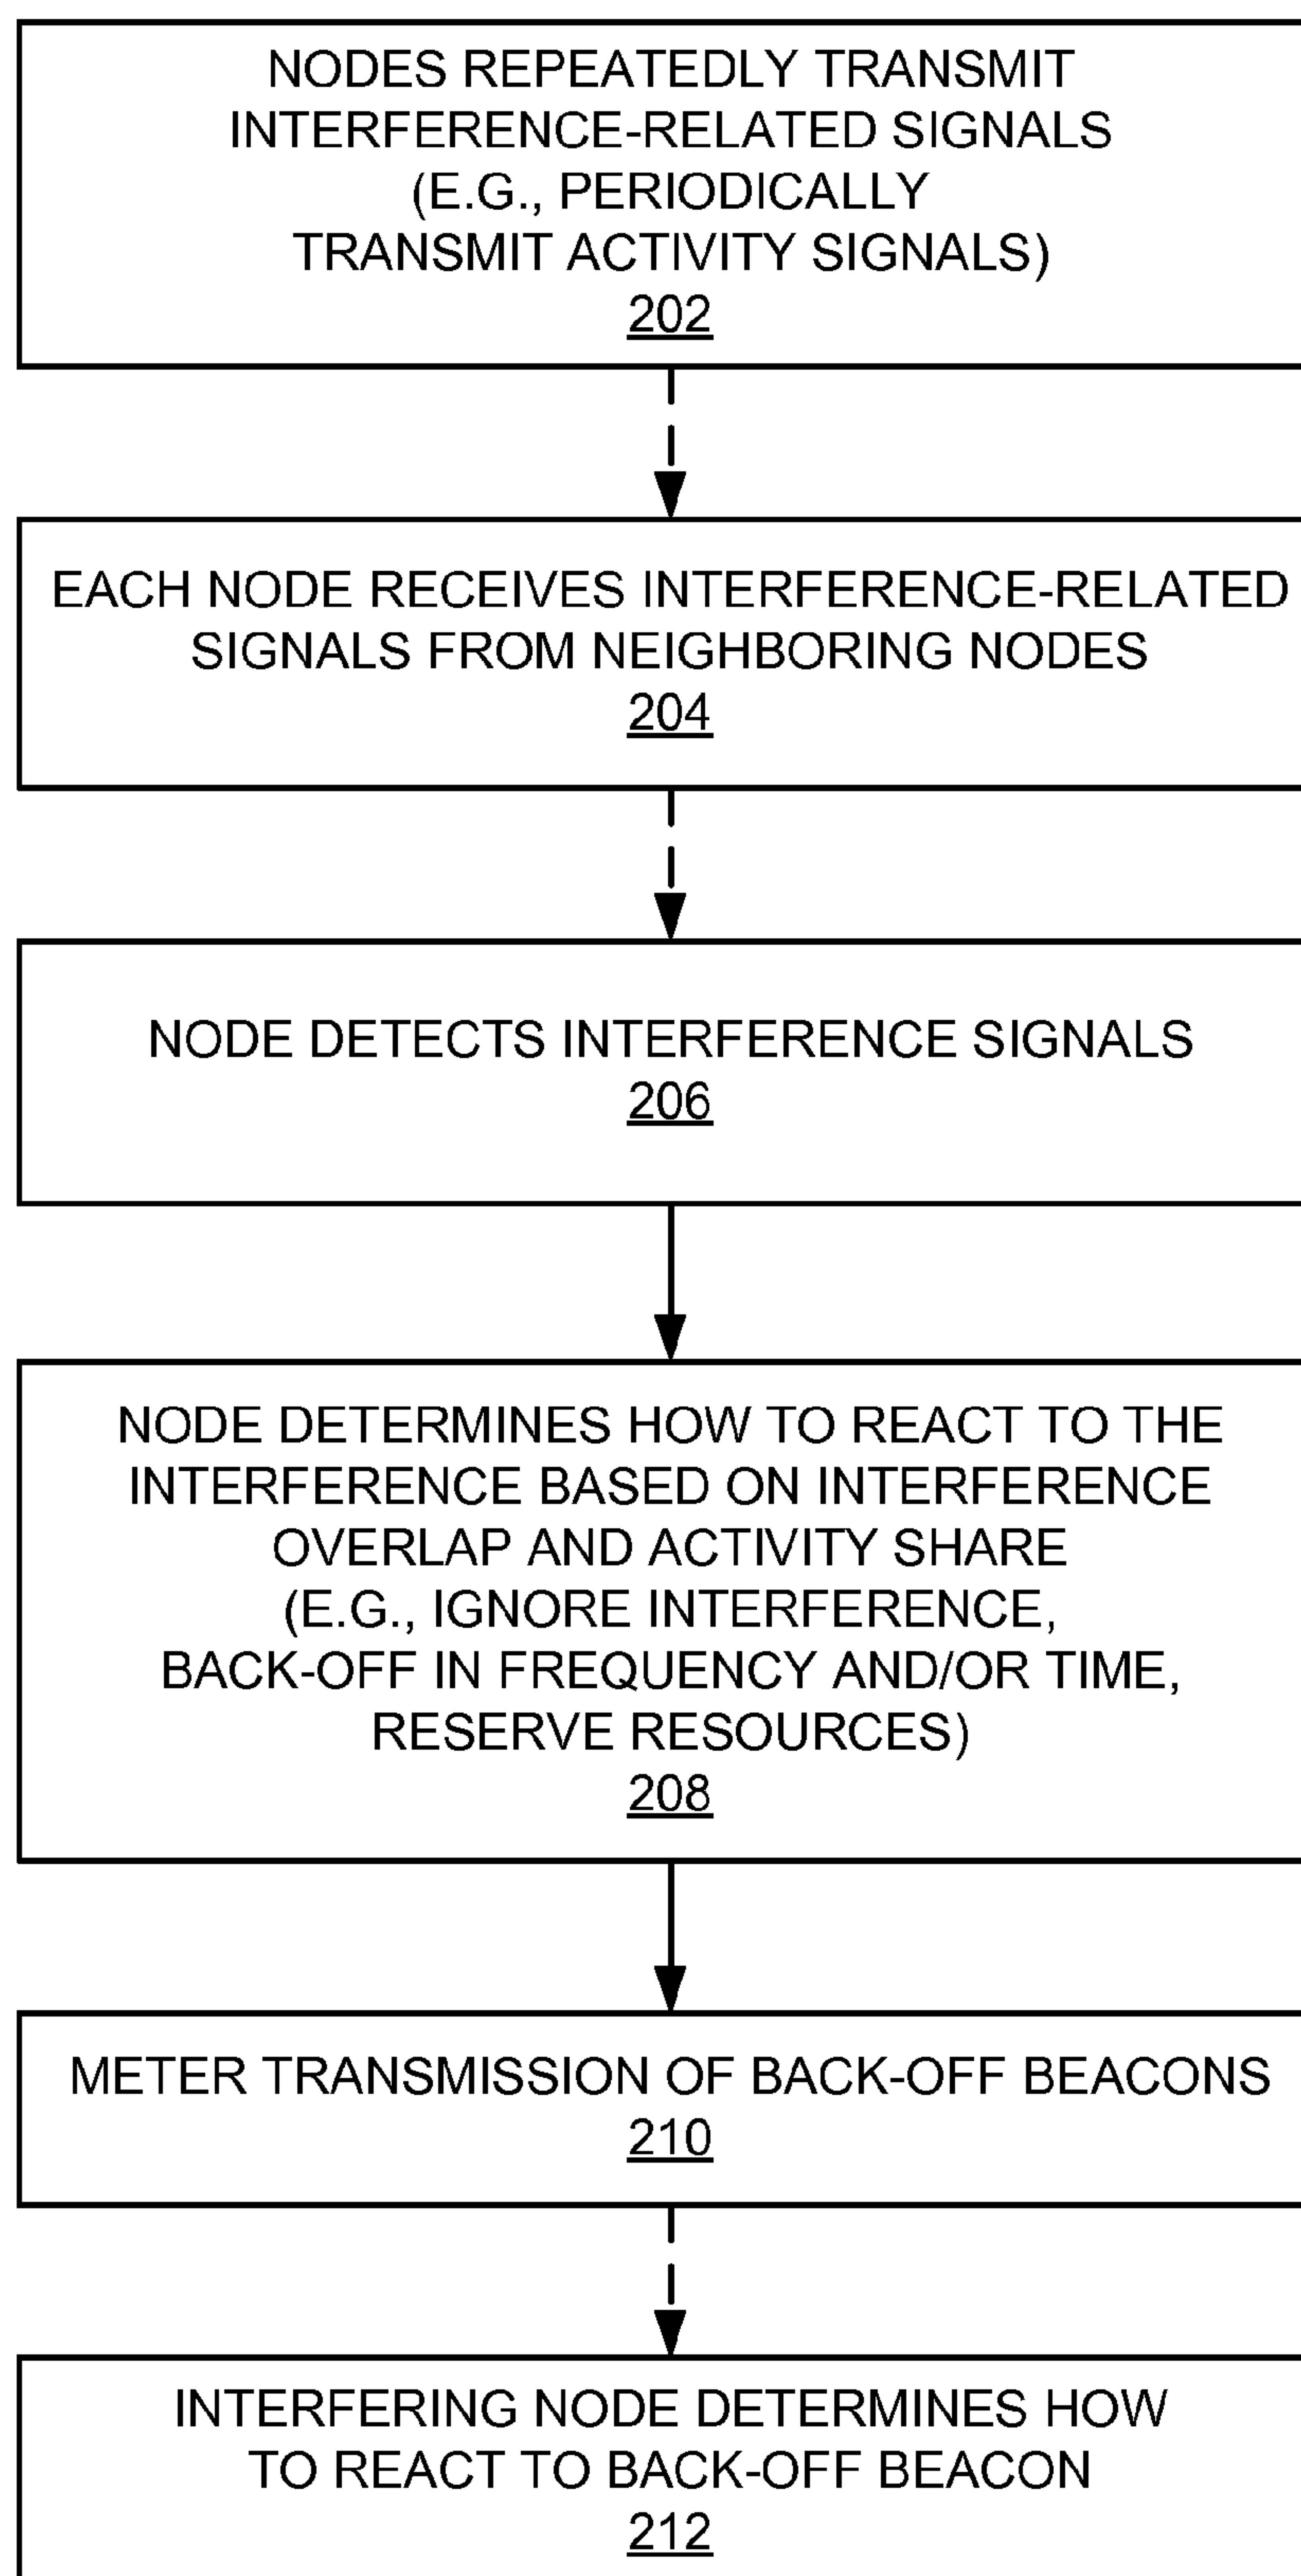 NODES REPEATEDLY TRANSMIT
INTERFERENCE-RELATED SIGNALS
(E.G., PERIODICALLY
TRANSMIT ACTIVITY SIGNALS)
202
EACH NODE RECEIVES INTERFERENCE-RELATED
SIGNALS FROM NEIGHBORING NODES
204
NODE DETECTS INTERFERENCE SIGNALS
206
NODE DETERMINES HOW TO REACT TO THE
INTERFERENCE BASED ON INTERFERENCE
OVERLAP AND ACTIVITY SHARE
(E.G., IGNORE INTERFERENCE,
BACK-OFF IN FREQUENCY AND/OR TIME,
RESERVE RESOURCES)
208
METER TRANSMISSION OF BACK-OFF BEACONS
210
INTERFERING NODE DETERMINES HOW
TO REACT TO BACK-OFF BEACON
212